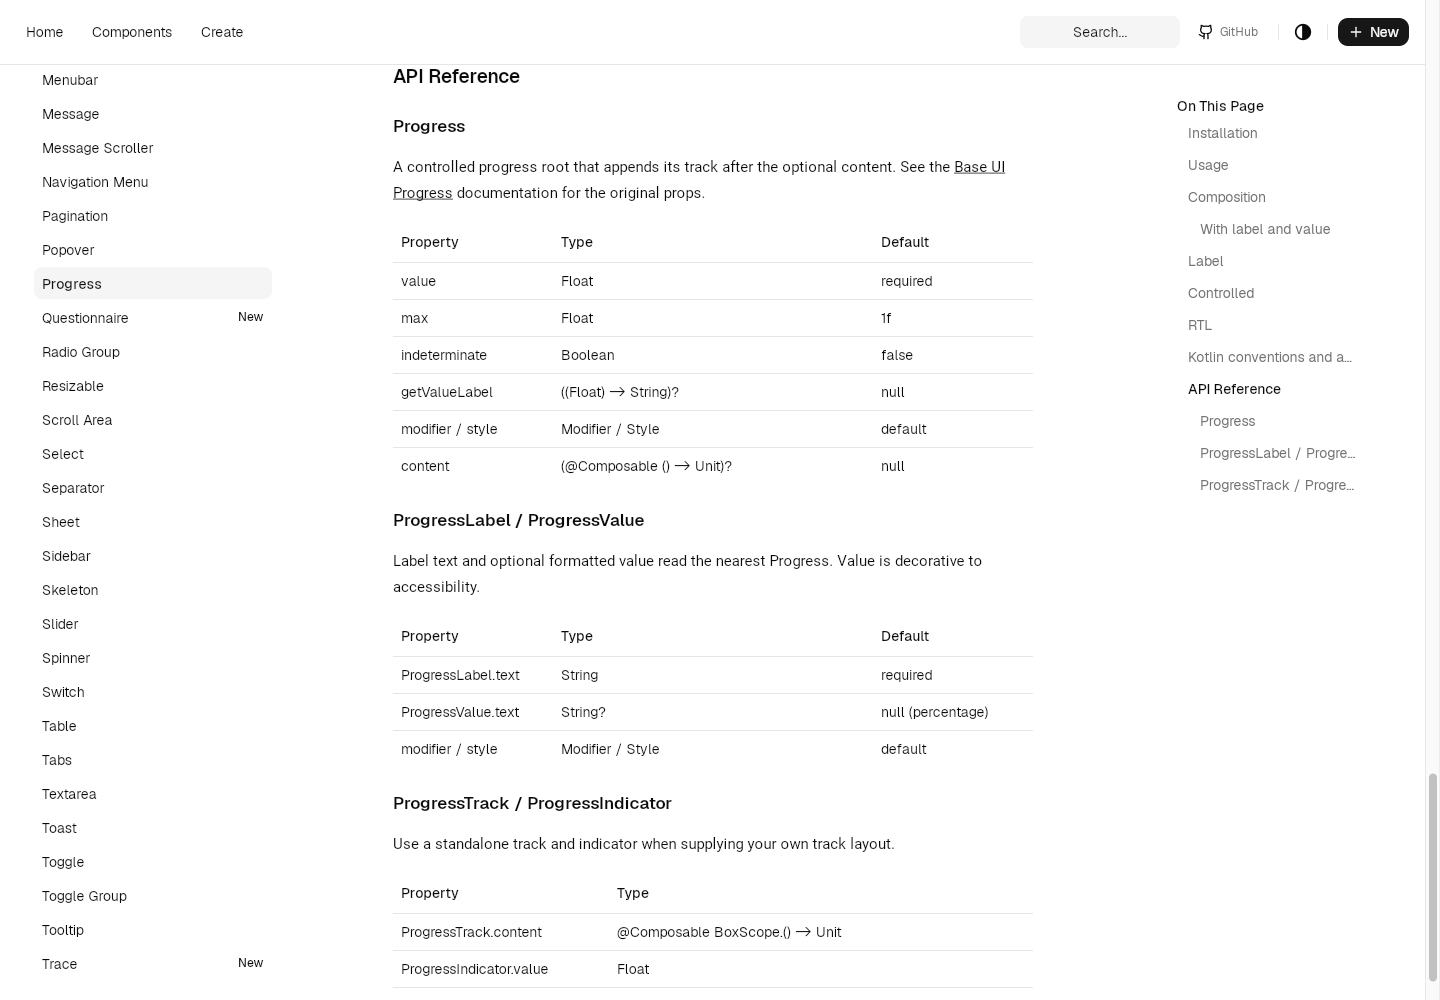 Home
Components
Create
Search...
GitHub
New
Menubar
Message
Message Scroller
Navigation Menu
Pagination
Popover
Progress
Questionnaire New
Radio Group
Resizable
Scroll Area
Select
Separator
Sheet
Sidebar
Skeleton
Slider
Spinner
Switch
Table
Tabs
Textarea
Toast
Toggle
Toggle Group
Tooltip
Trace New
API Reference
Progress
A controlled progress root that appends its track after the optional content. See the Base UI
Progress documentation for the original props.
Property Type Default
value Float required
max Float 1f
indeterminate Boolean false
getValueLabel ((Float) -> String)? null
modifier / style Modifier / Style default
content (@Composable () -> Unit)? null
ProgressLabel / ProgressValue
Label text and optional formatted value read the nearest Progress. Value is decorative to
accessibility.
Property Type Default
ProgressLabel.text String required
ProgressValue.text String? null (percentage)
modifier / style Modifier / Style default
ProgressTrack / ProgressIndicator
Use a standalone track and indicator when supplying your own track layout.
Property Type
ProgressTrack.content @Composable BoxScope.() -> Unit
ProgressIndicator.value Float
On This Page
Installation
Usage
Composition
With label and value
Label
Controlled
RTL
Kotlin conventions and a...
API Reference
Progress
ProgressLabel / Progre...
ProgressTrack / Progre...